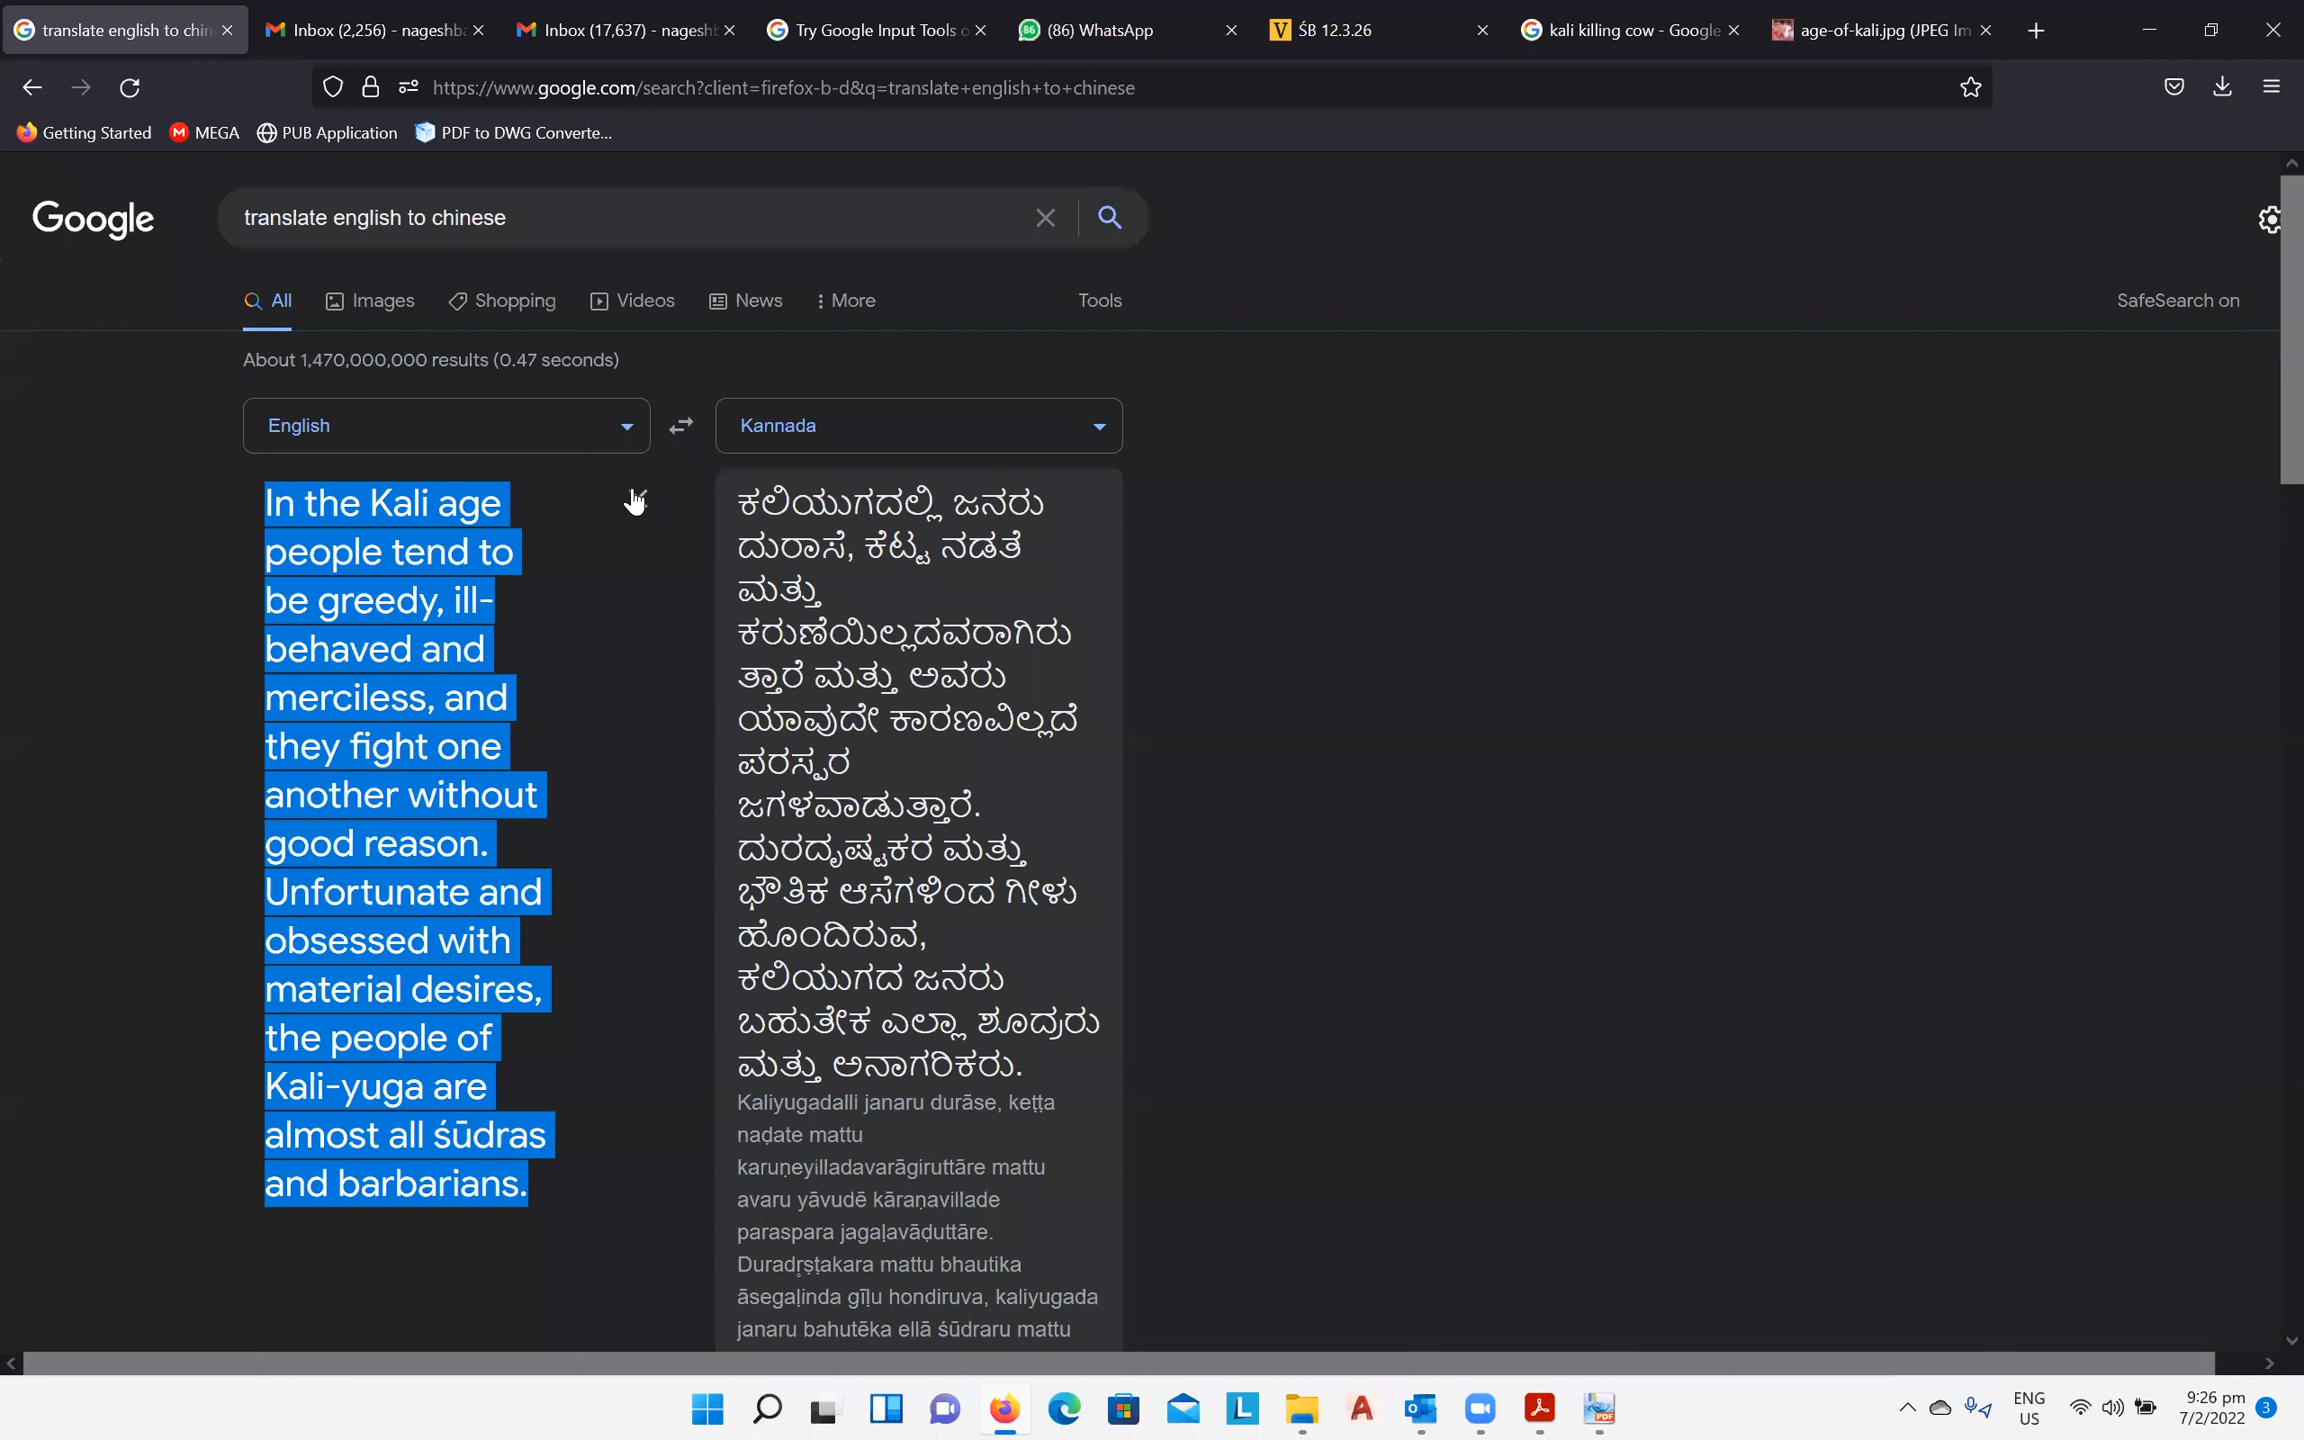 translate english to chin
Inbox (2,256) - nageshba
Inbox (17,637) - nagesht
Try Google Input Tools o
(86) WhatsApp
ŚB 12.3.26
kali killing cow - Google
age-of-kali.jpg (JPEG Im
https://www.google.com/search?client=firefox-b-d&q=translate+english+to+chinese
Getting Started
MEGA
PUB Application
PDF to DWG Converte...
Google
translate english to chinese
All
Images
Shopping
Videos
News
More
Tools
SafeSearch on
About 1,470,000,000 results (0.47 seconds)
English
Kannada
In the Kali age
people tend to
be greedy, ill-
behaved and
merciless, and
they fight one
another without
good reason.
Unfortunate and
obsessed with
material desires,
the people of
Kali-yuga are
almost all śūdras
and barbarians.
ಕಲಿಯುಗದಲ್ಲಿ ಜನರು
ದುರಾಸೆ, ಕೆಟ್ಟ ನಡತೆ
ಮತ್ತು
ಕರುಣೆಯಿಲ್ಲದವರಾಗಿರು
ತ್ತಾರೆ ಮತ್ತು ಅವರು
ಯಾವುದೇ ಕಾರಣವಿಲ್ಲದೆ
ಪರಸ್ಪರ
ಜಗಳವಾಡುತ್ತಾರೆ.
ದುರದೃಷ್ಟಕರ ಮತ್ತು
ಭೌತಿಕ ಆಸೆಗಳಿಂದ ಗೀಳು
ಹೊಂದಿರುವ,
ಕಲಿಯುಗದ ಜನರು
ಬಹುತೇಕ ಎಲ್ಲಾ ಶೂದ್ರರು
ಮತ್ತು ಅನಾಗರಿಕರು.
Kaliyugadalli janaru durāse, keṭṭa
naḍate mattu
karuṇeyilladavarāgiruttāre mattu
avaru yāvudē kāraṇavillade
paraspara jagaḷavāḍuttāre.
Duradr̥ṣṭakara mattu bhautika
āsegaḷinda gīḷu hondiruva, kaliyugada
janaru bahutēka ellā śūdraru mattu
ENG
US
9:26 pm
7/2/2022
3